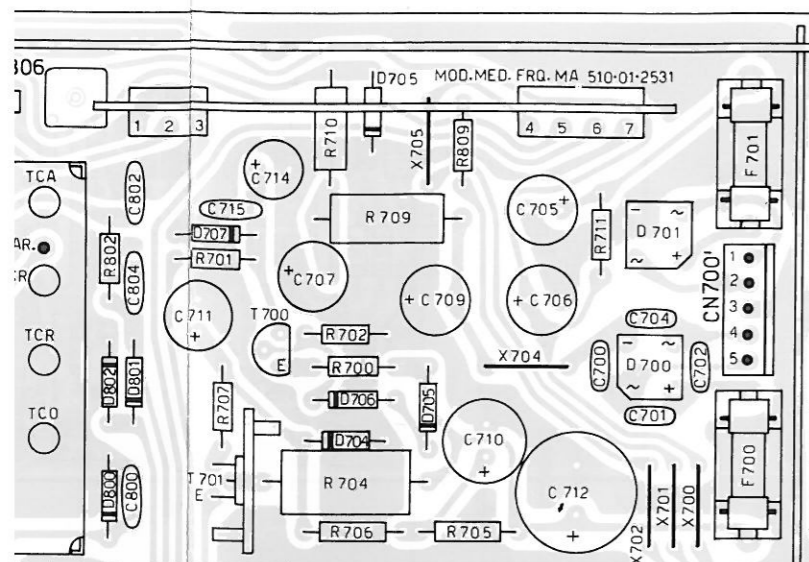 306
D705
MOD.MED. FRQ. MA 510-01-2531
1 2 3
R710
X705
R809
4 5 6 7
F701
TCA
C802
+
C714
C715
R709
C705
+
R711
-
~
D701
~
+
AR.
R802
D707
R701
CR
C804
+
C707
CN700'
1
2
3
4
5
C711
+
T700
E
+
C709
+
C706
C704
TCR
R702
X704
C700
-
~
D700
~
+
C702
R700
D802
D801
R707
D706
D705
C701
TCO
D704
C710
+
F700
T701
E
R704
C712
+
D800
C800
X702
X701
X700
R706
R705